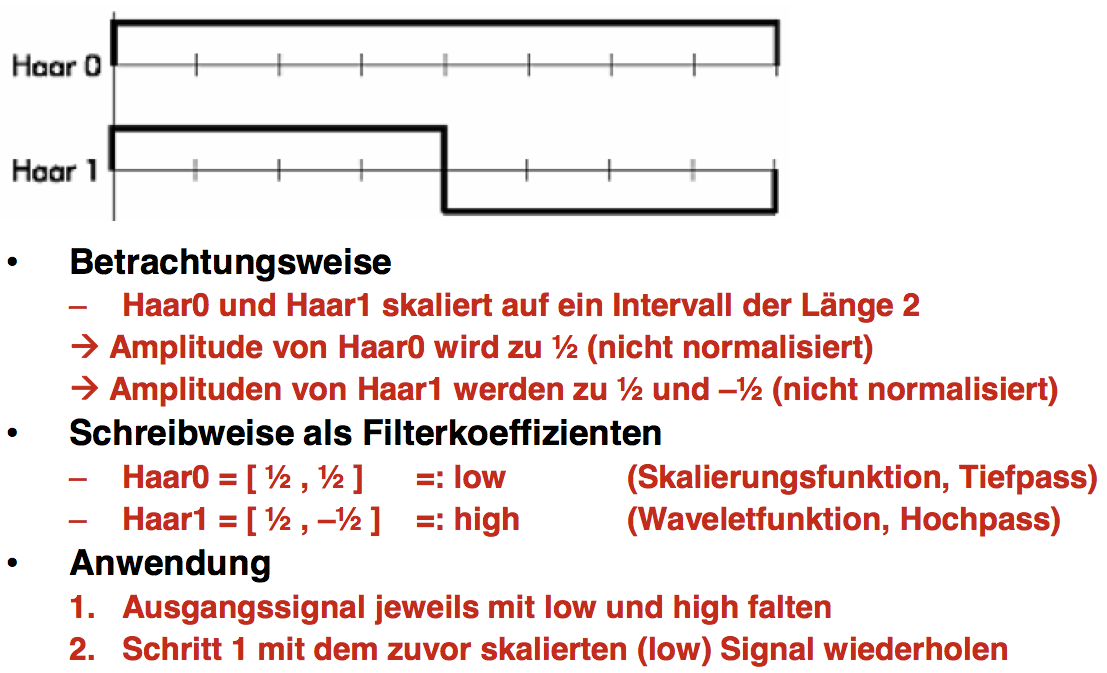 Haar 0
Haar 1
• Betrachtungsweise
– Haar0 und Haar1 skaliert auf ein Intervall der Länge 2
→ Amplitude von Haar0 wird zu ½ (nicht normalisiert)
→ Amplituden von Haar1 werden zu ½ und –½ (nicht normalisiert)
• Schreibweise als Filterkoeffizienten
– Haar0 = [ ½ , ½ ] =: low (Skalierungsfunktion, Tiefpass)
– Haar1 = [ ½ , –½ ] =: high (Waveletfunktion, Hochpass)
• Anwendung
1. Ausgangssignal jeweils mit low und high falten
2. Schritt 1 mit dem zuvor skalierten (low) Signal wiederholen